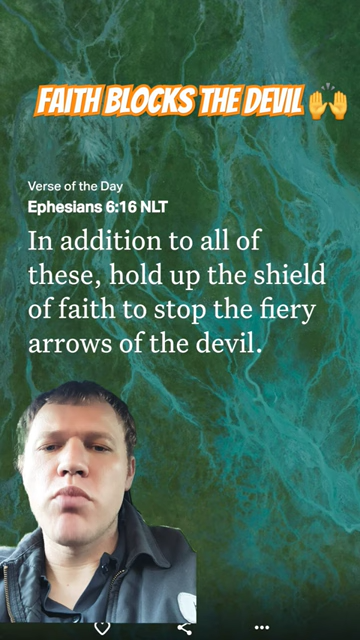 FAITH BLOCKS THE DEVIL 🙌
Verse of the Day
Ephesians 6:16 NLT
In addition to all of
these, hold up the shield
of faith to stop the fiery
arrows of the devil.